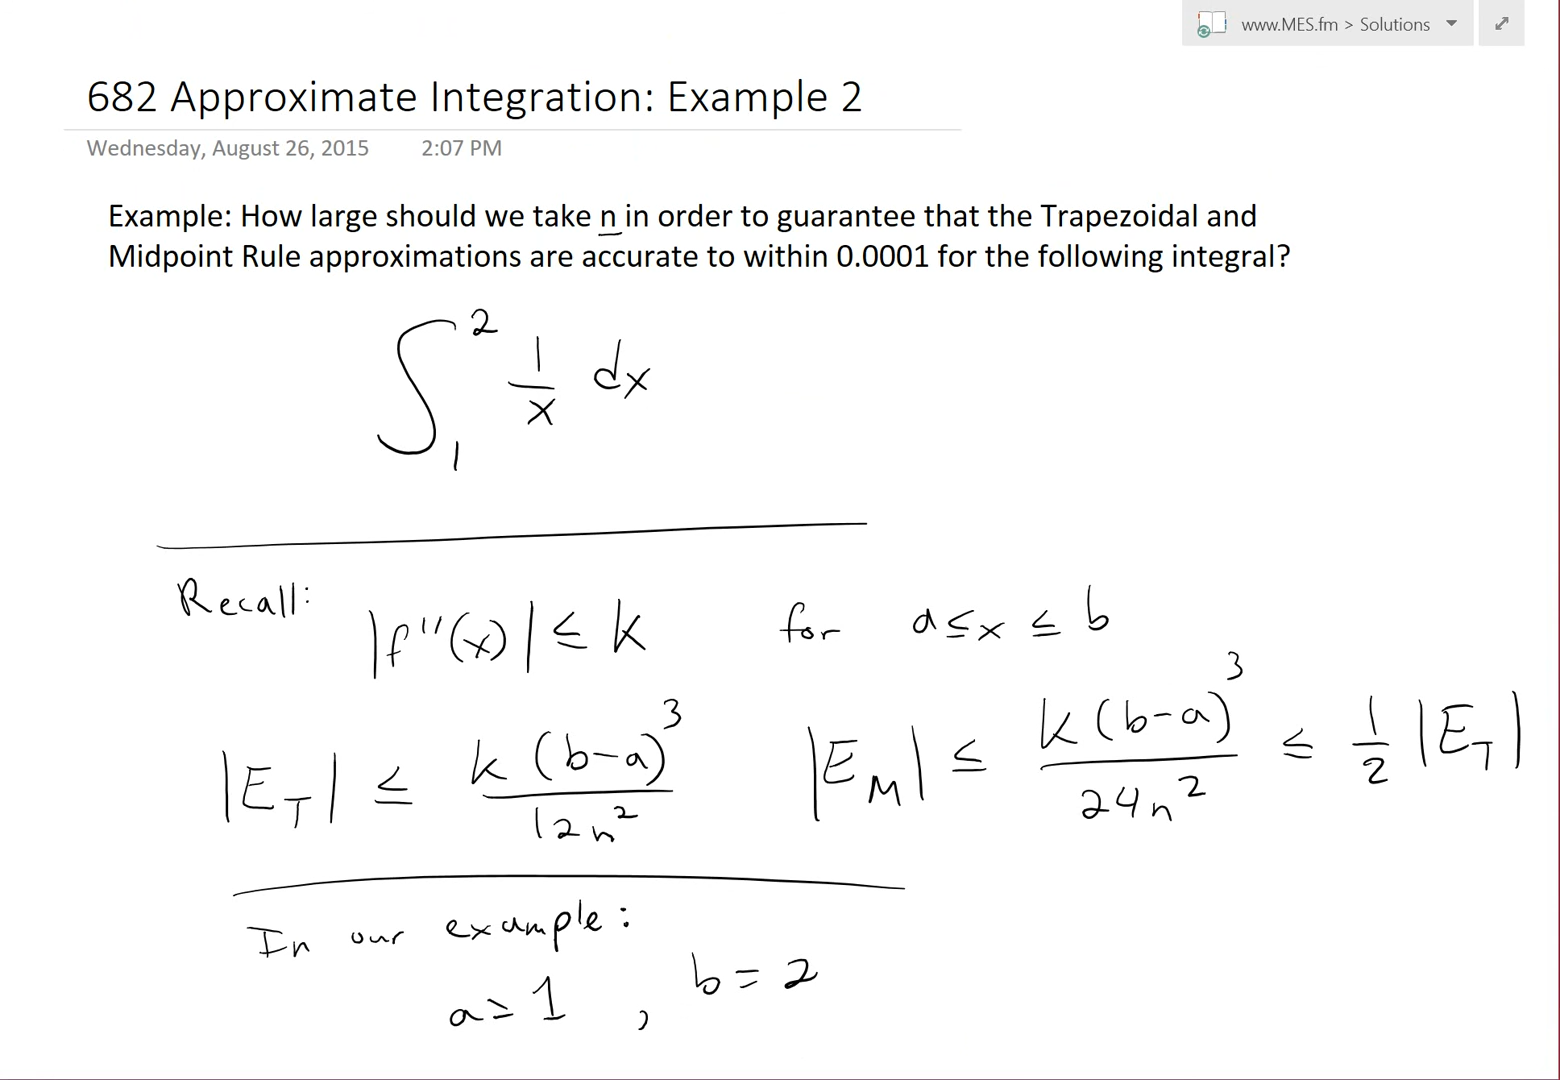 www.MES.fm > Solutions
682 Approximate Integration: Example 2
Wednesday, August 26, 2015 2:07 PM
Example: How large should we take n in order to guarantee that the Trapezoidal and
Midpoint Rule approximations are accurate to within 0.0001 for the following integral?
∫₁² 1/x dx
Recall:
|f''(x)| ≤ k for a ≤ x ≤ b
|E_T| ≤ k(b-a)³/12n² |E_M| ≤ k(b-a)³/24n² ≤ 1/2 |E_T|
In our example:
a = 1 , b = 2